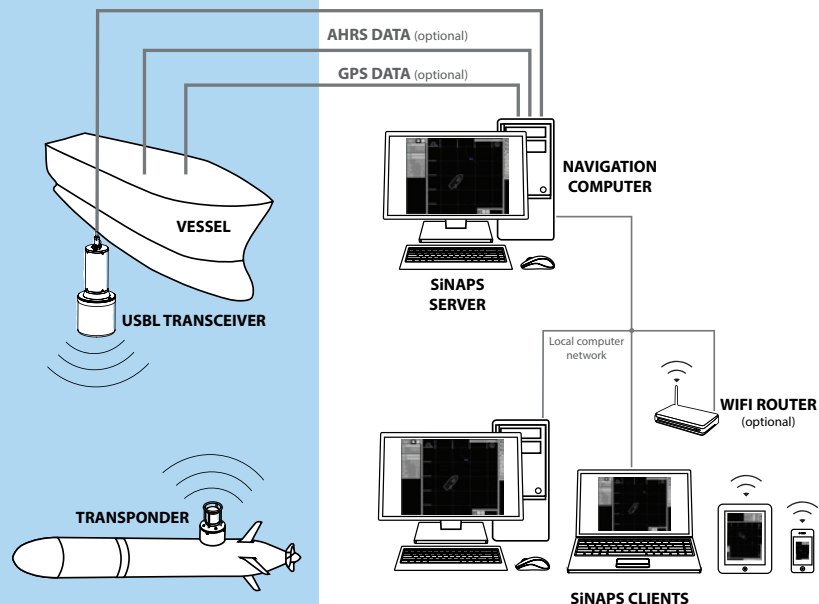 AHRS DATA (optional)
GPS DATA (optional)
NAVIGATION
COMPUTER
VESSEL
SiNAPS
SERVER
USBL TRANSCEIVER
Local computer
network
WIFI ROUTER
(optional)
TRANSPONDER
SiNAPS CLIENTS